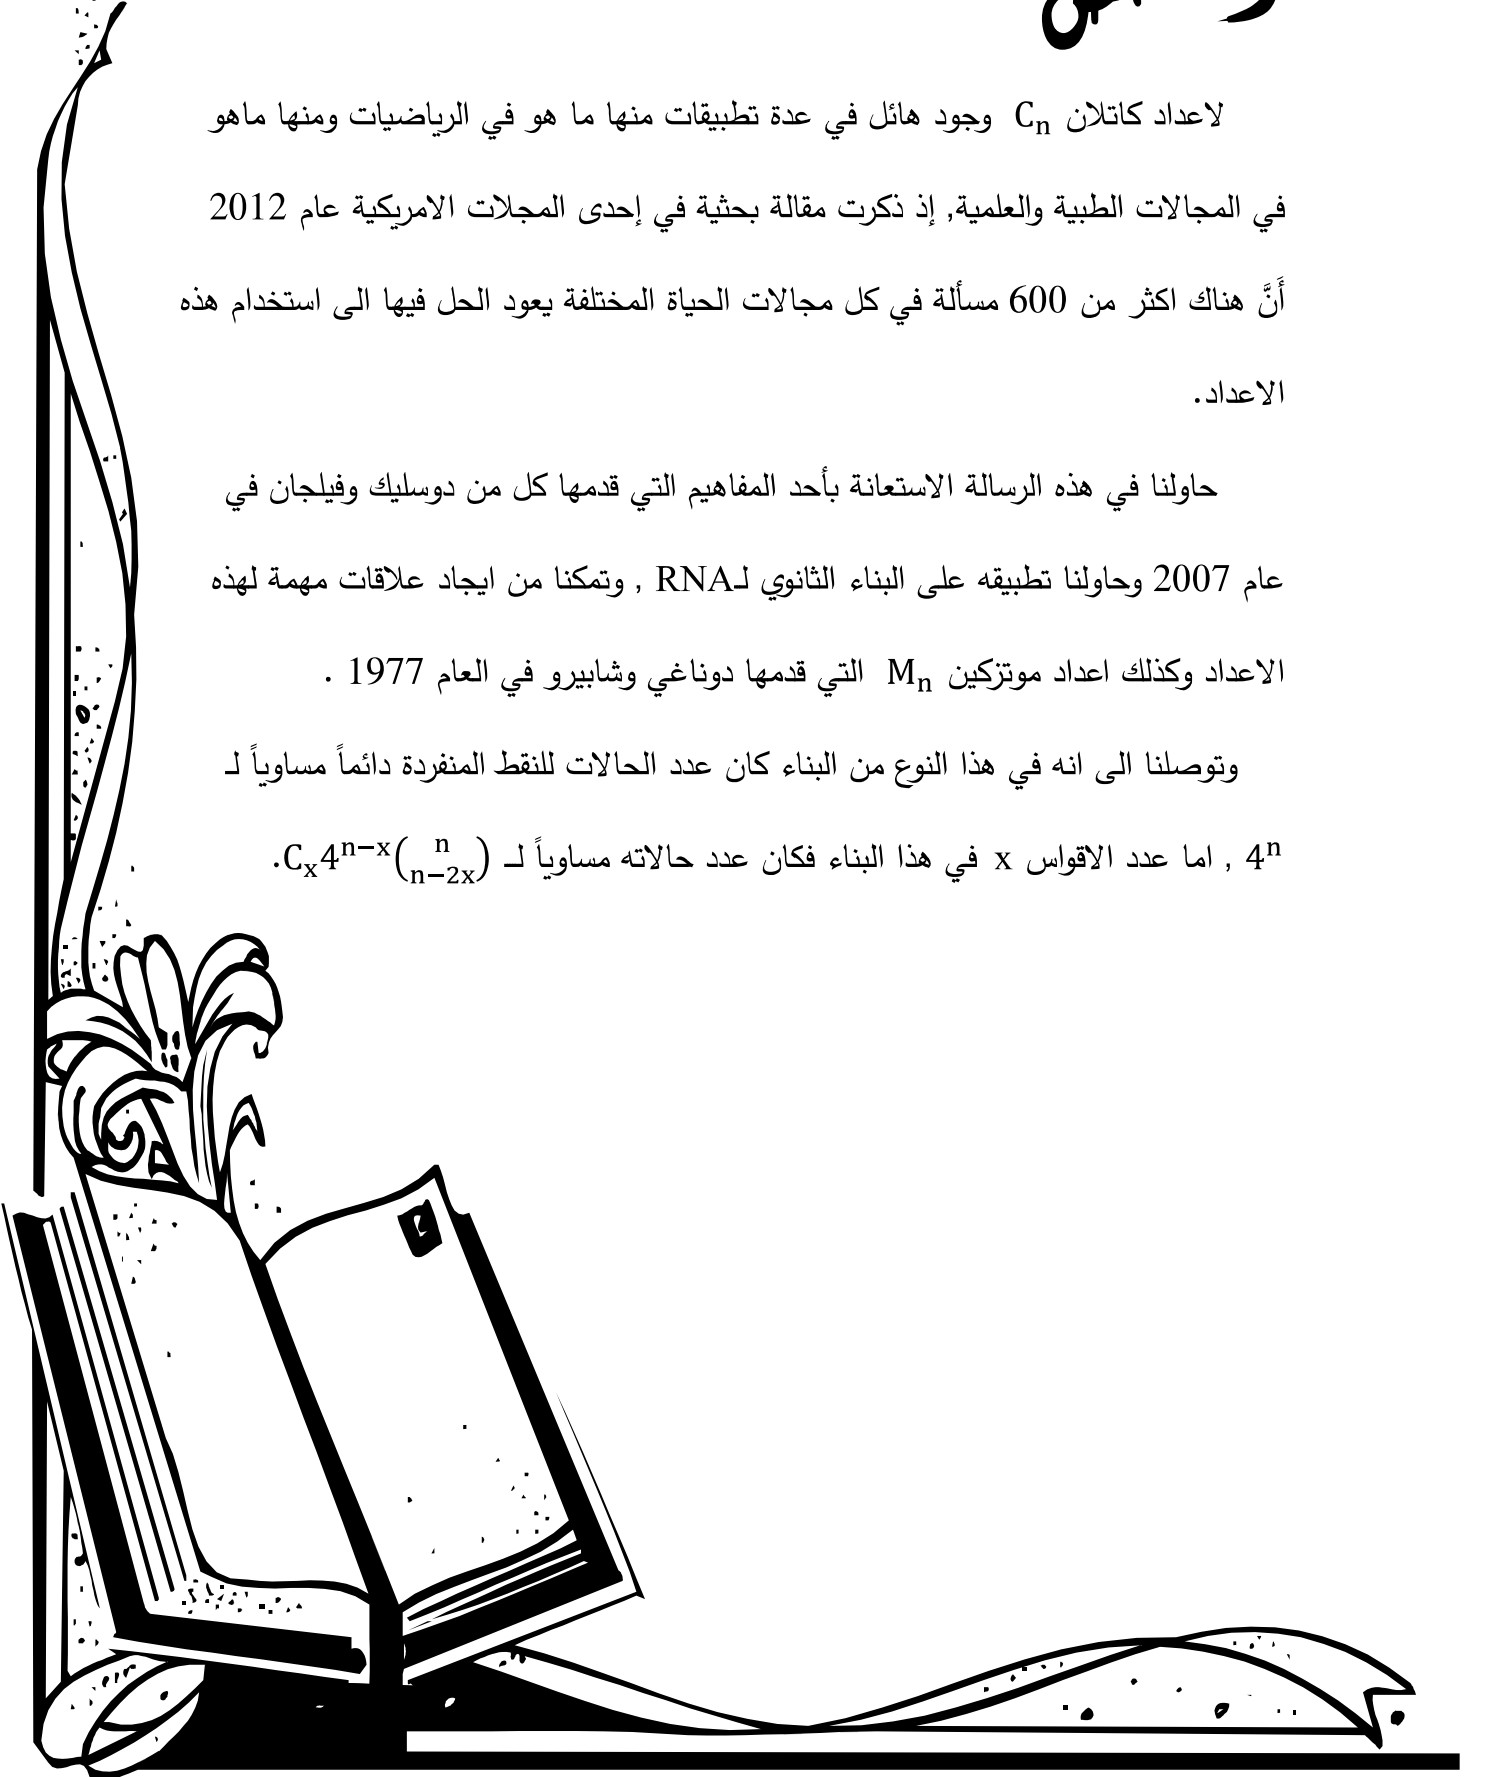 لاعداد كاتلان Cₙ وجود هائل في عدة تطبيقات منها ما هو في الرياضيات ومنها ماهو
في المجالات الطبية والعلمية, إذ ذكرت مقالة بحثية في إحدى المجلات الامريكية عام 2012
أَنَّ هناك اكثر من 600 مسألة في كل مجالات الحياة المختلفة يعود الحل فيها الى استخدام هذه
الاعداد.
حاولنا في هذه الرسالة الاستعانة بأحد المفاهيم التي قدمها كل من دوسليك وفيلجان في
عام 2007 وحاولنا تطبيقه على البناء الثانوي لـRNA , وتمكنا من ايجاد علاقات مهمة لهذه
الاعداد وكذلك اعداد موتزكين Mₙ التي قدمها دوناغي وشابيرو في العام 1977 .
وتوصلنا الى انه في هذا النوع من البناء كان عدد الحالات للنقط المنفردة دائماً مساوياً لـ
4ⁿ , اما عدد الاقواس x في هذا البناء فكان عدد حالاته مساوياً لـ Cₓ4ⁿ⁻ˣ(n n−2x).